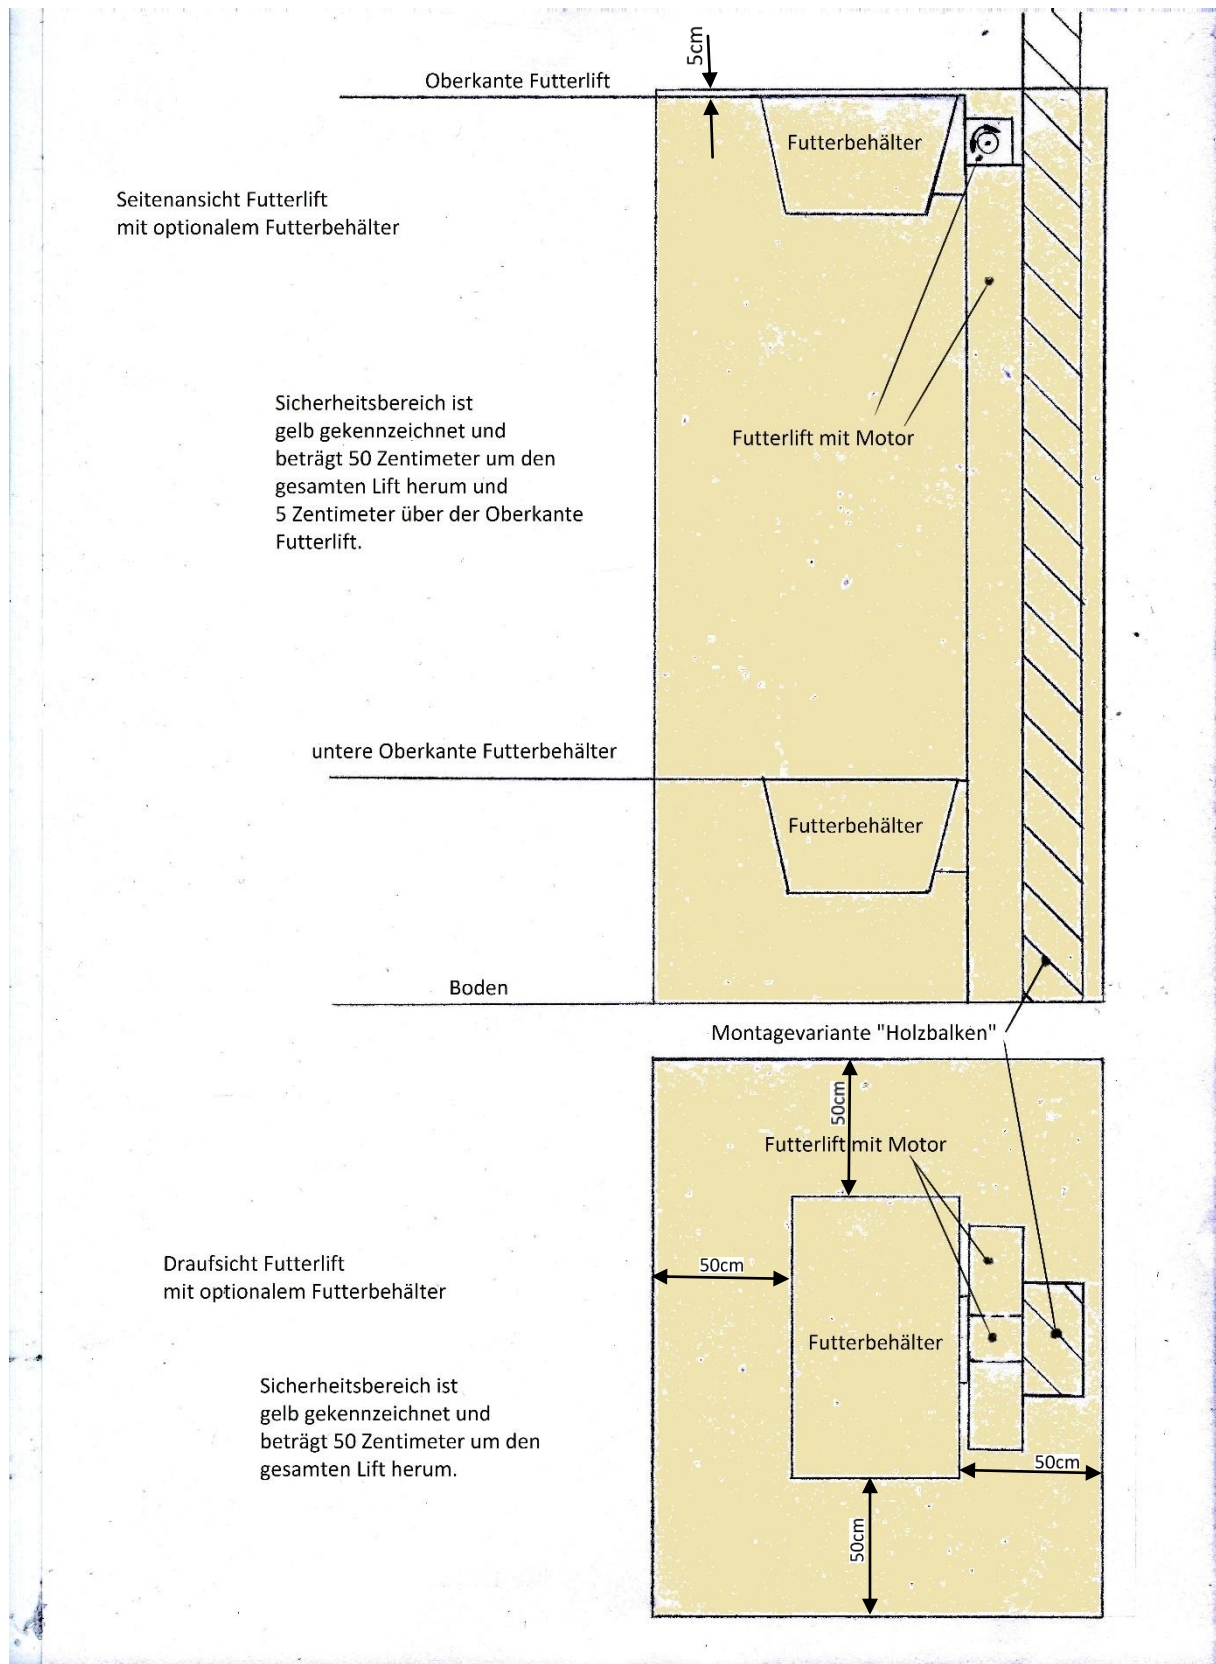 5cm
Oberkante Futterlift
Futterbehälter
Seitenansicht Futterlift
mit optionalem Futterbehälter
Sicherheitsbereich ist
gelb gekennzeichnet und
beträgt 50 Zentimeter um den
gesamten Lift herum und
5 Zentimeter über der Oberkante
Futterlift.
Futterlift mit Motor
untere Oberkante Futterbehälter
Futterbehälter
Boden
Montagevariante "Holzbalken"
50cm
Futterlift mit Motor
Draufsicht Futterlift
mit optionalem Futterbehälter
50cm
Futterbehälter
Sicherheitsbereich ist
gelb gekennzeichnet und
beträgt 50 Zentimeter um den
gesamten Lift herum.
50cm
50cm